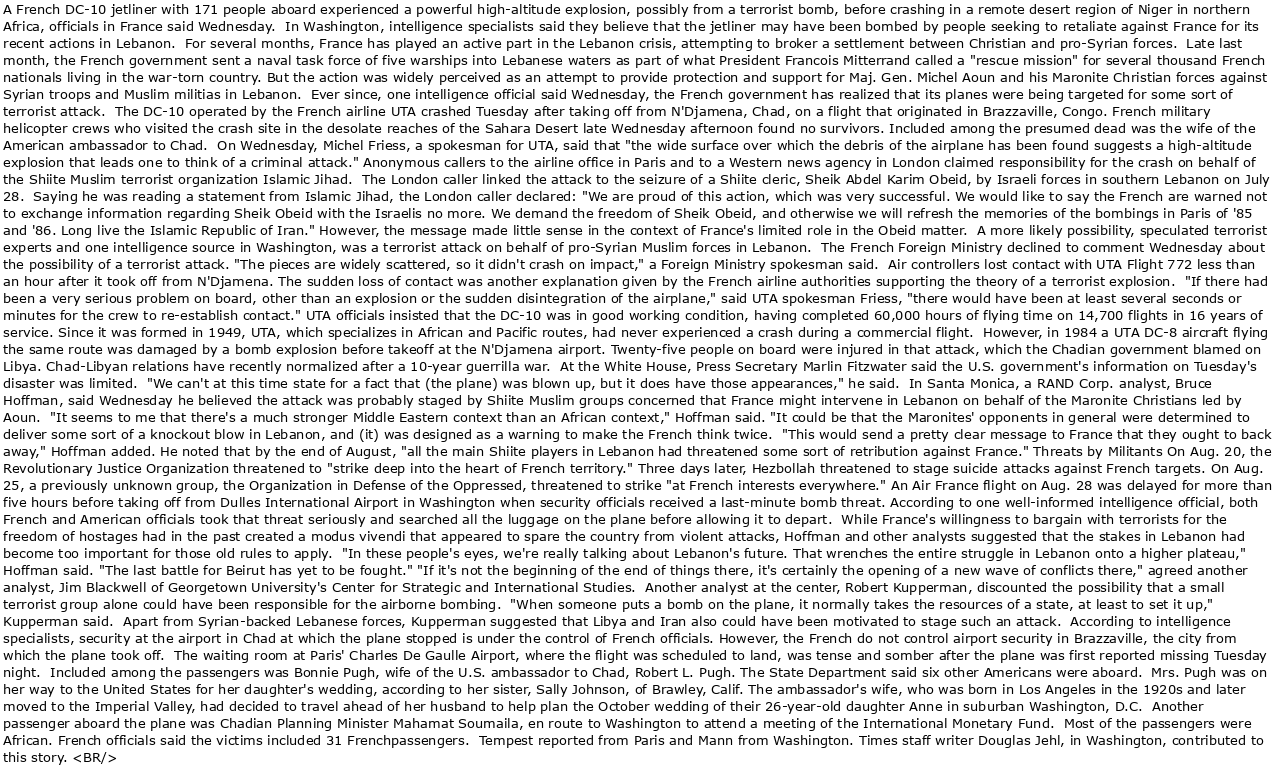 A French DC-10 jetliner with 171 people aboard experienced a powerful high-altitude explosion, possibly from a terrorist bomb, before crashing in a remote desert region of Niger in northern
Africa, officials in France said Wednesday.  In Washington, intelligence specialists said they believe that the jetliner may have been bombed by people seeking to retaliate against France for its
recent actions in Lebanon.  For several months, France has played an active part in the Lebanon crisis, attempting to broker a settlement between Christian and pro-Syrian forces.  Late last
month, the French government sent a naval task force of five warships into Lebanese waters as part of what President Francois Mitterrand called a "rescue mission" for several thousand French
nationals living in the war-torn country. But the action was widely perceived as an attempt to provide protection and support for Maj. Gen. Michel Aoun and his Maronite Christian forces against
Syrian troops and Muslim militias in Lebanon.  Ever since, one intelligence official said Wednesday, the French government has realized that its planes were being targeted for some sort of
terrorist attack.  The DC-10 operated by the French airline UTA crashed Tuesday after taking off from N'Djamena, Chad, on a flight that originated in Brazzaville, Congo. French military
helicopter crews who visited the crash site in the desolate reaches of the Sahara Desert late Wednesday afternoon found no survivors. Included among the presumed dead was the wife of the
American ambassador to Chad.  On Wednesday, Michel Friess, a spokesman for UTA, said that "the wide surface over which the debris of the airplane has been found suggests a high-altitude
explosion that leads one to think of a criminal attack." Anonymous callers to the airline office in Paris and to a Western news agency in London claimed responsibility for the crash on behalf of
the Shiite Muslim terrorist organization Islamic Jihad.  The London caller linked the attack to the seizure of a Shiite cleric, Sheik Abdel Karim Obeid, by Israeli forces in southern Lebanon on July
28.  Saying he was reading a statement from Islamic Jihad, the London caller declared: "We are proud of this action, which was very successful. We would like to say the French are warned not
to exchange information regarding Sheik Obeid with the Israelis no more. We demand the freedom of Sheik Obeid, and otherwise we will refresh the memories of the bombings in Paris of '85
and '86. Long live the Islamic Republic of Iran." However, the message made little sense in the context of France's limited role in the Obeid matter.  A more likely possibility, speculated terrorist
experts and one intelligence source in Washington, was a terrorist attack on behalf of pro-Syrian Muslim forces in Lebanon.  The French Foreign Ministry declined to comment Wednesday about
the possibility of a terrorist attack. "The pieces are widely scattered, so it didn't crash on impact," a Foreign Ministry spokesman said.  Air controllers lost contact with UTA Flight 772 less than
an hour after it took off from N'Djamena. The sudden loss of contact was another explanation given by the French airline authorities supporting the theory of a terrorist explosion.  "If there had
been a very serious problem on board, other than an explosion or the sudden disintegration of the airplane," said UTA spokesman Friess, "there would have been at least several seconds or
minutes for the crew to re-establish contact." UTA officials insisted that the DC-10 was in good working condition, having completed 60,000 hours of flying time on 14,700 flights in 16 years of
service. Since it was formed in 1949, UTA, which specializes in African and Pacific routes, had never experienced a crash during a commercial flight.  However, in 1984 a UTA DC-8 aircraft flying
the same route was damaged by a bomb explosion before takeoff at the N'Djamena airport. Twenty-five people on board were injured in that attack, which the Chadian government blamed on
Libya. Chad-Libyan relations have recently normalized after a 10-year guerrilla war.  At the White House, Press Secretary Marlin Fitzwater said the U.S. government's information on Tuesday's
disaster was limited.  "We can't at this time state for a fact that (the plane) was blown up, but it does have those appearances," he said.  In Santa Monica, a RAND Corp. analyst, Bruce
Hoffman, said Wednesday he believed the attack was probably staged by Shiite Muslim groups concerned that France might intervene in Lebanon on behalf of the Maronite Christians led by
Aoun.  "It seems to me that there's a much stronger Middle Eastern context than an African context," Hoffman said. "It could be that the Maronites' opponents in general were determined to
deliver some sort of a knockout blow in Lebanon, and (it) was designed as a warning to make the French think twice.  "This would send a pretty clear message to France that they ought to back
away," Hoffman added. He noted that by the end of August, "all the main Shiite players in Lebanon had threatened some sort of retribution against France." Threats by Militants On Aug. 20, the
Revolutionary Justice Organization threatened to "strike deep into the heart of French territory." Three days later, Hezbollah threatened to stage suicide attacks against French targets. On Aug.
25, a previously unknown group, the Organization in Defense of the Oppressed, threatened to strike "at French interests everywhere." An Air France flight on Aug. 28 was delayed for more than
five hours before taking off from Dulles International Airport in Washington when security officials received a last-minute bomb threat. According to one well-informed intelligence official, both
French and American officials took that threat seriously and searched all the luggage on the plane before allowing it to depart.  While France's willingness to bargain with terrorists for the
freedom of hostages had in the past created a modus vivendi that appeared to spare the country from violent attacks, Hoffman and other analysts suggested that the stakes in Lebanon had
become too important for those old rules to apply.  "In these people's eyes, we're really talking about Lebanon's future. That wrenches the entire struggle in Lebanon onto a higher plateau,"
Hoffman said. "The last battle for Beirut has yet to be fought." "If it's not the beginning of the end of things there, it's certainly the opening of a new wave of conflicts there," agreed another
analyst, Jim Blackwell of Georgetown University's Center for Strategic and International Studies.  Another analyst at the center, Robert Kupperman, discounted the possibility that a small
terrorist group alone could have been responsible for the airborne bombing.  "When someone puts a bomb on the plane, it normally takes the resources of a state, at least to set it up,"
Kupperman said.  Apart from Syrian-backed Lebanese forces, Kupperman suggested that Libya and Iran also could have been motivated to stage such an attack.  According to intelligence
specialists, security at the airport in Chad at which the plane stopped is under the control of French officials. However, the French do not control airport security in Brazzaville, the city from
which the plane took off.  The waiting room at Paris' Charles De Gaulle Airport, where the flight was scheduled to land, was tense and somber after the plane was first reported missing Tuesday
night.  Included among the passengers was Bonnie Pugh, wife of the U.S. ambassador to Chad, Robert L. Pugh. The State Department said six other Americans were aboard.  Mrs. Pugh was on
her way to the United States for her daughter's wedding, according to her sister, Sally Johnson, of Brawley, Calif. The ambassador's wife, who was born in Los Angeles in the 1920s and later
moved to the Imperial Valley, had decided to travel ahead of her husband to help plan the October wedding of their 26-year-old daughter Anne in suburban Washington, D.C.  Another
passenger aboard the plane was Chadian Planning Minister Mahamat Soumaila, en route to Washington to attend a meeting of the International Monetary Fund.  Most of the passengers were
African. French officials said the victims included 31 Frenchpassengers.  Tempest reported from Paris and Mann from Washington. Times staff writer Douglas Jehl, in Washington, contributed to
this story. <BR/>